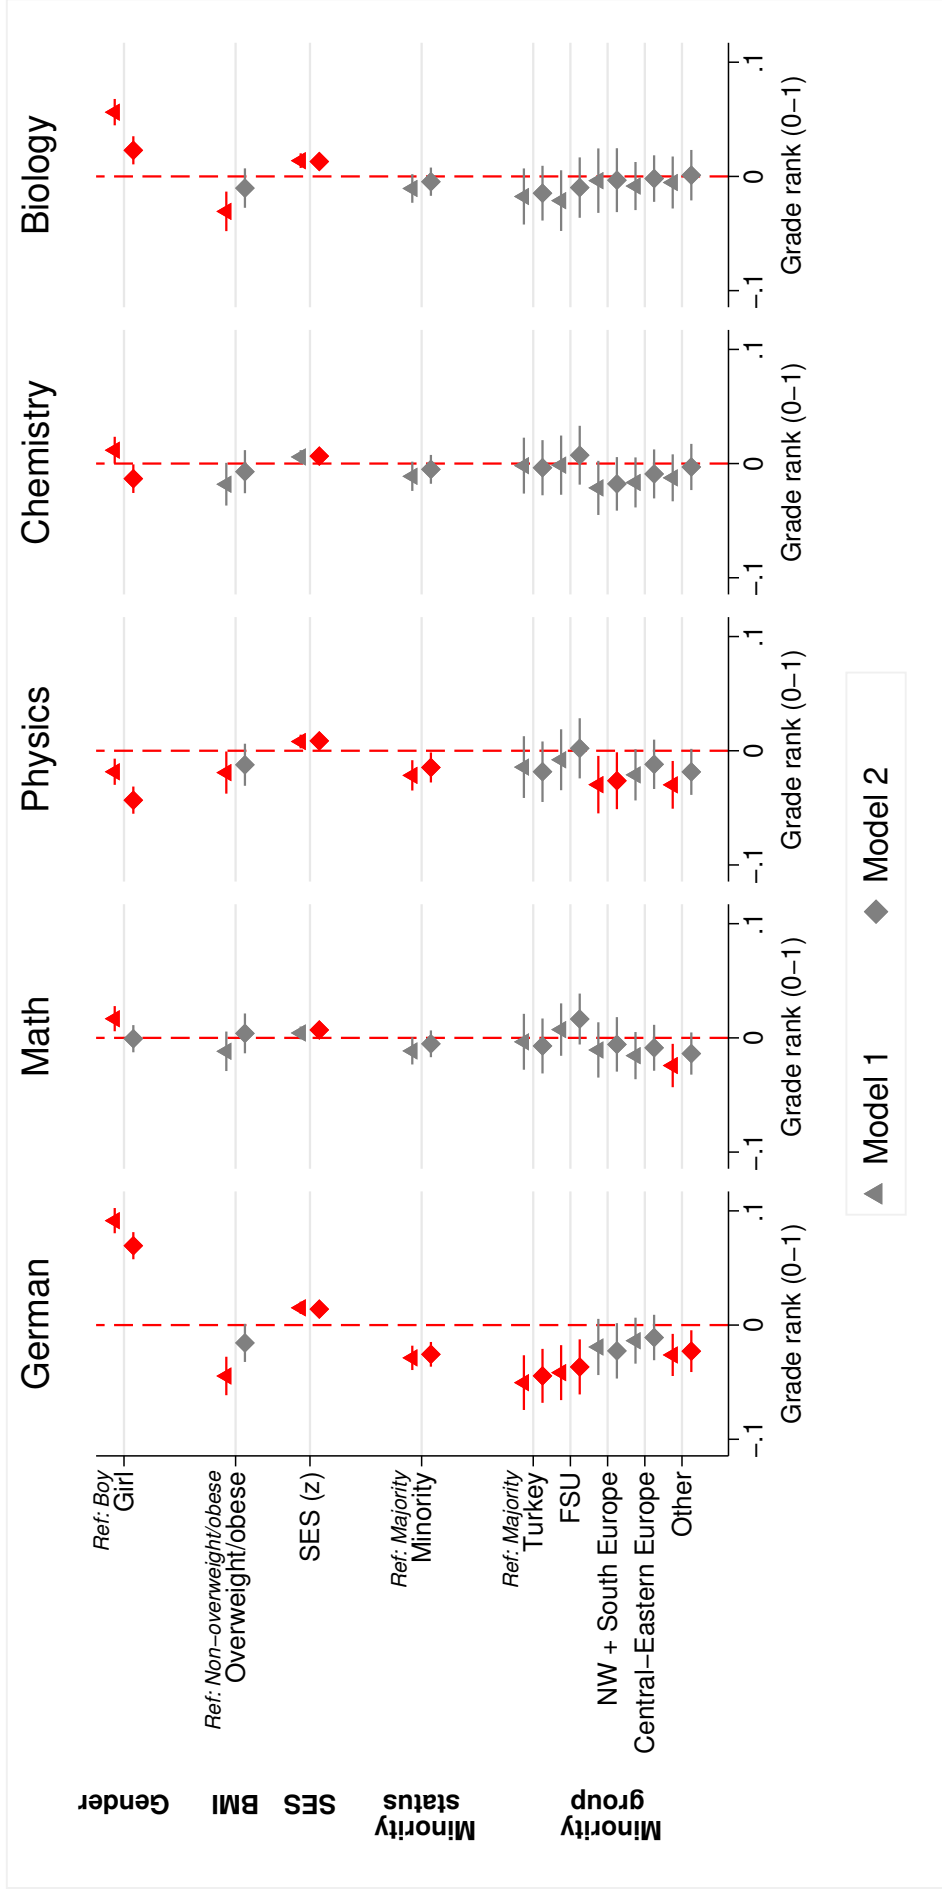 German
Math
Physics
Chemistry
Biology
Gender
Ref: Boy
Girl
BMI
Ref: Non−overweight/obese
Overweight/obese
SES
SES (z)
Minority
status
Ref: Majority
Minority
Minority
group
Ref: Majority
Turkey
FSU
NW + South Europe
Central−Eastern Europe
Other
−.1 0 .1
Grade rank (0−1)
−.1 0 .1
Grade rank (0−1)
−.1 0 .1
Grade rank (0−1)
−.1 0 .1
Grade rank (0−1)
−.1 0 .1
Grade rank (0−1)
Model 1 Model 2